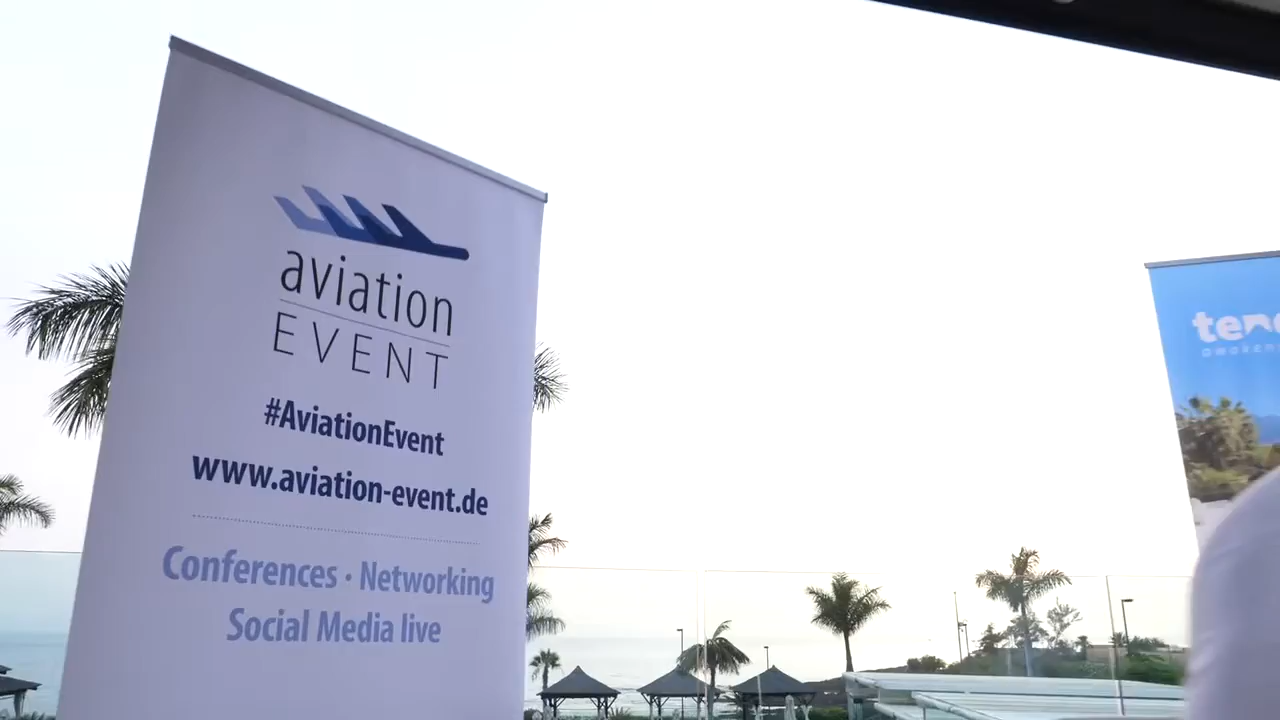 aviation
EVENT
#AviationEvent
www.aviation-event.de
Conferences · Networking
Social Media live